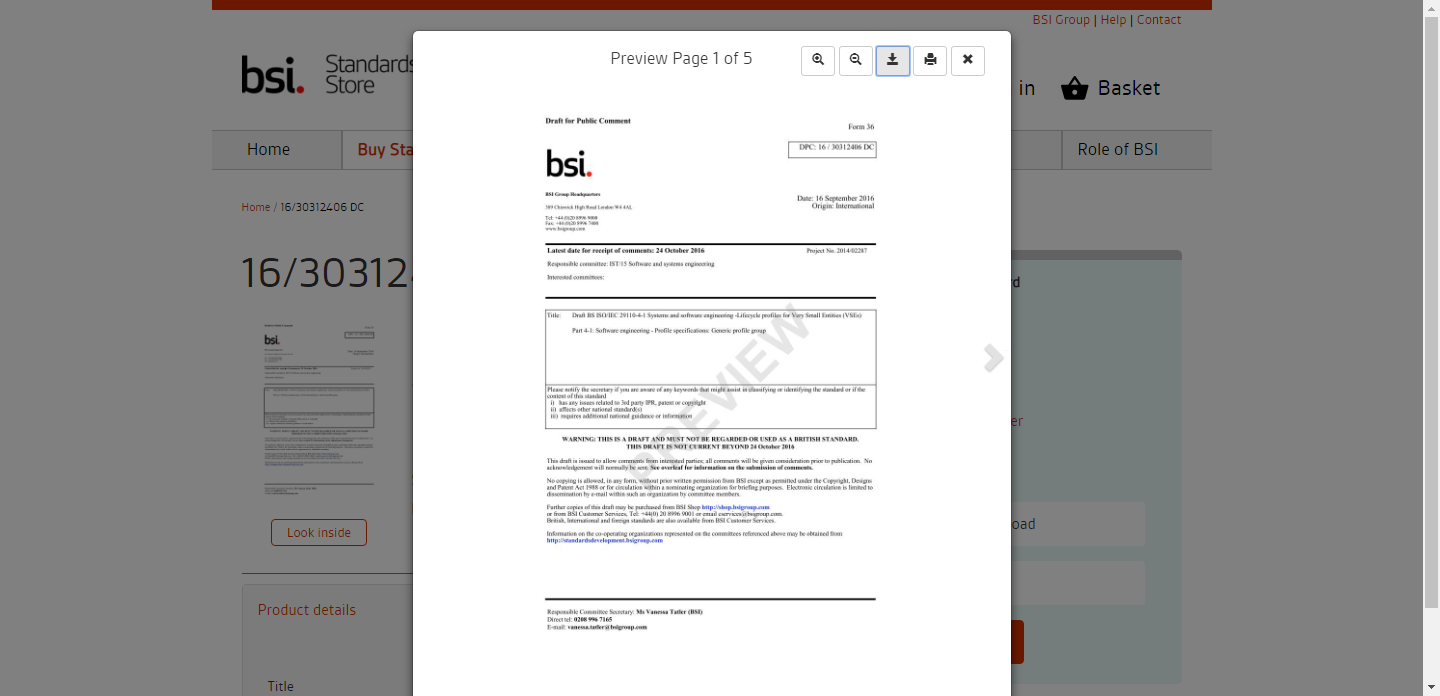 BSI Group | Help | Contact
bsi. Standards
Store
in
Basket
Home
Buy Sta
Role of BSI
Home / 16/30312406 DC
16/30312
rd
er
oad
Look inside
Product details
Title
Preview Page 1 of 5
Draft for Public Comment
Form 36
DPC: 16 / 30312406 DC
bsi.
BSI Group Headquarters
389 Chiswick High Road London W4 4AL
Tel: +44 (0)20 8996 9000
Fax: +44 (0)20 8996 7400
www.bsigroup.com
Date: 16 September 2016
Origin: International
Latest date for receipt of comments: 24 October 2016
Project No. 2014/02287
Responsible committee: IST/15 Software and systems engineering
Interested committees:
Title: Draft BS ISO/IEC 29110-4-1 Systems and software engineering -Lifecycle profiles for Very Small Entities (VSEs)
Part 4-1: Software engineering - Profile specifications: Generic profile group
PREVIEW
Please notify the secretary if you are aware of any keywords that might assist in classifying or identifying the standard or if the
content of this standard
i) has any issues related to 3rd party IPR, patent or copyright
ii) affects other national standard(s)
iii) requires additional national guidance or information
WARNING: THIS IS A DRAFT AND MUST NOT BE REGARDED OR USED AS A BRITISH STANDARD.
THIS DRAFT IS NOT CURRENT BEYOND 24 October 2016
This draft is issued to allow comments from interested parties; all comments will be given consideration prior to publication. No
acknowledgement will normally be sent. See overleaf for information on the submission of comments.
No copying is allowed, in any form, without prior written permission from BSI except as permitted under the Copyright, Designs
and Patent Act 1988 or for circulation within a nominating organization for briefing purposes. Electronic circulation is limited to
dissemination by e-mail within such an organization by committee members.
Further copies of this draft may be purchased from BSI Shop http://shop.bsigroup.com
or from BSI Customer Services, Tel: +44(0) 20 8996 9001 or email cservices@bsigroup.com.
British, International and foreign standards are also available from BSI Customer Services.
Information on the co-operating organizations represented on the committees referenced above may be obtained from
http://standardsdevelopment.bsigroup.com
Responsible Committee Secretary: Ms Vanessa Tatler (BSI)
Direct tel: 0208 996 7165
E-mail: vanessa.tatler@bsigroup.com